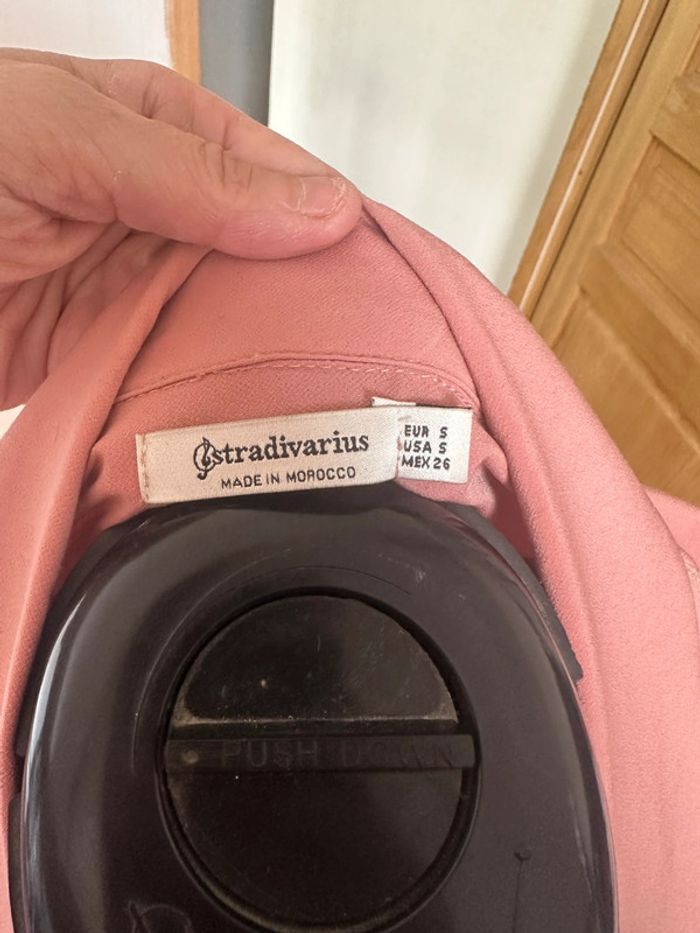 stradivarius
MADE IN MOROCCO
EUR S
USA S
MEX 26
PUSH DOWN